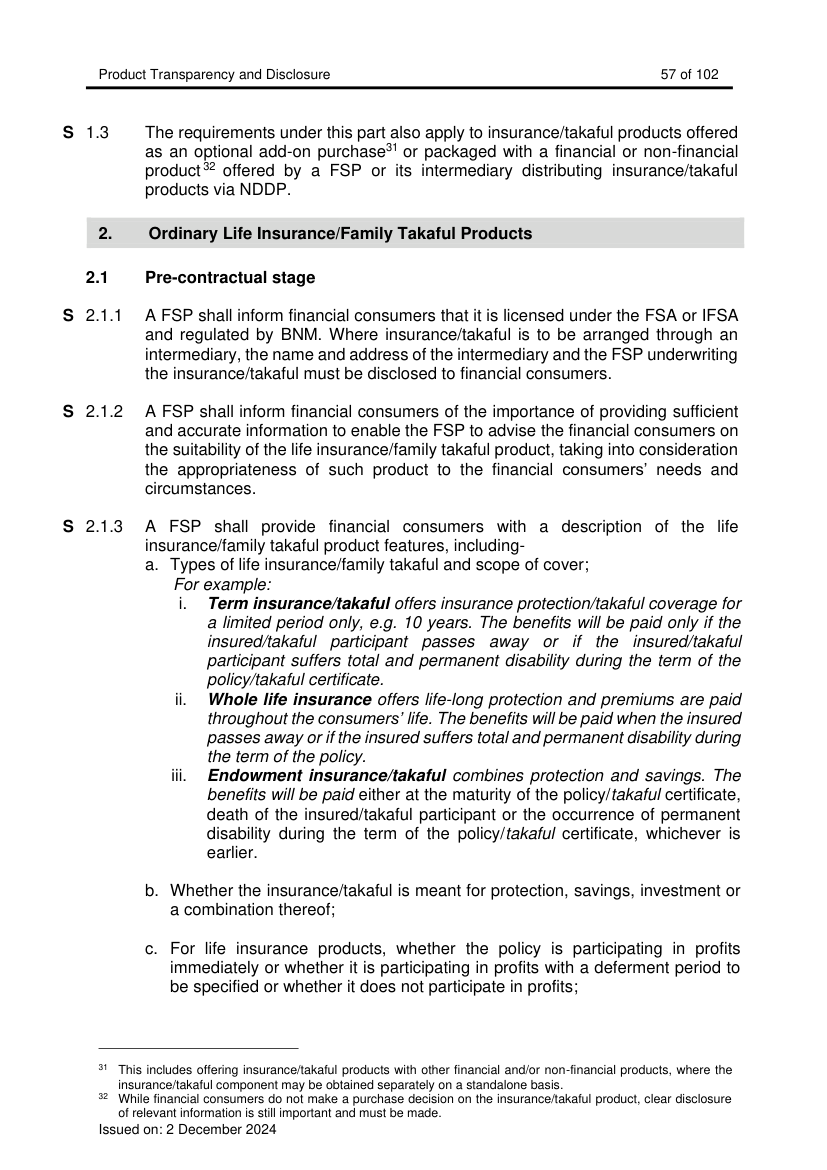 Product Transparency and Disclosure 57 of 102
S 1.3 The requirements under this part also apply to insurance/takaful products offered
as an optional add-on purchase31 or packaged with a financial or non-financial
product 32 offered by a FSP or its intermediary distributing insurance/takaful
products via NDDP.
2. Ordinary Life Insurance/Family Takaful Products
2.1 Pre-contractual stage
S 2.1.1 A FSP shall inform financial consumers that it is licensed under the FSA or IFSA
and regulated by BNM. Where insurance/takaful is to be arranged through an
intermediary, the name and address of the intermediary and the FSP underwriting
the insurance/takaful must be disclosed to financial consumers.
S 2.1.2 A FSP shall inform financial consumers of the importance of providing sufficient
and accurate information to enable the FSP to advise the financial consumers on
the suitability of the life insurance/family takaful product, taking into consideration
the appropriateness of such product to the financial consumers' needs and
circumstances.
S 2.1.3 A FSP shall provide financial consumers with a description of the life
insurance/family takaful product features, including-
a. Types of life insurance/family takaful and scope of cover;
For example:
i. Term insurance/takaful offers insurance protection/takaful coverage for
a limited period only, e.g. 10 years. The benefits will be paid only if the
insured/takaful participant passes away or if the insured/takaful
participant suffers total and permanent disability during the term of the
policy/takaful certificate.
ii. Whole life insurance offers life-long protection and premiums are paid
throughout the consumers' life. The benefits will be paid when the insured
passes away or if the insured suffers total and permanent disability during
the term of the policy.
iii. Endowment insurance/takaful combines protection and savings. The
benefits will be paid either at the maturity of the policy/takaful certificate,
death of the insured/takaful participant or the occurrence of permanent
disability during the term of the policy/takaful certificate, whichever is
earlier.
b. Whether the insurance/takaful is meant for protection, savings, investment or
a combination thereof;
c. For life insurance products, whether the policy is participating in profits
immediately or whether it is participating in profits with a deferment period to
be specified or whether it does not participate in profits;
31 This includes offering insurance/takaful products with other financial and/or non-financial products, where the
insurance/takaful component may be obtained separately on a standalone basis.
32 While financial consumers do not make a purchase decision on the insurance/takaful product, clear disclosure
of relevant information is still important and must be made.
Issued on: 2 December 2024